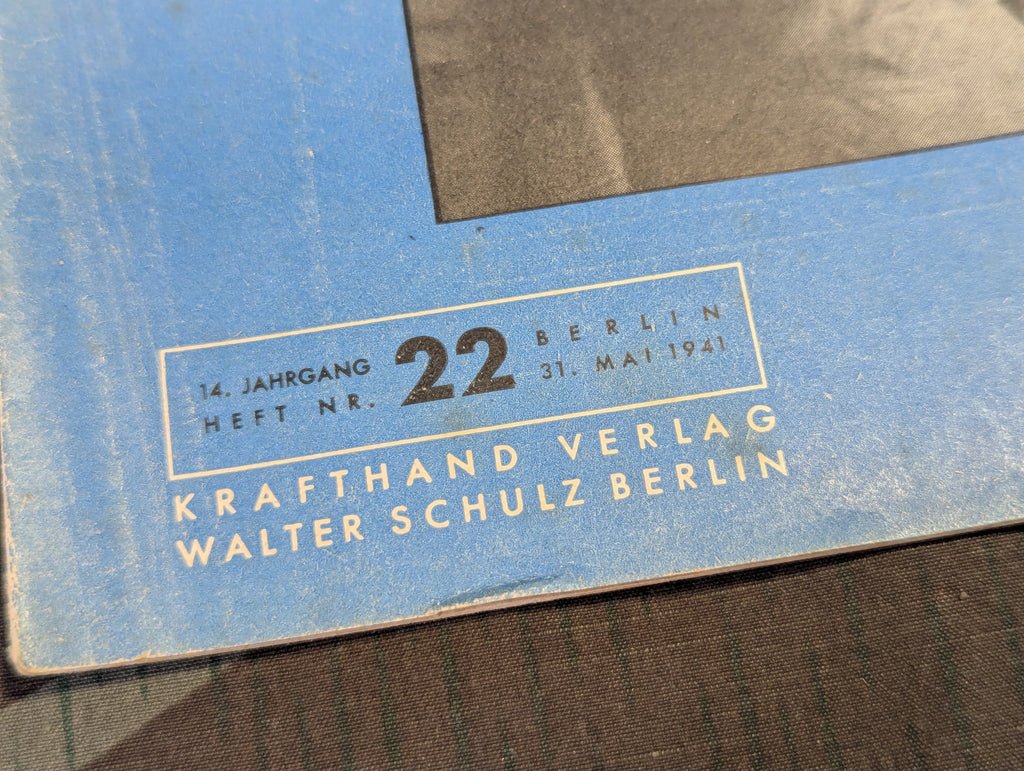 14. JAHRGANG
HEFT NR. 22
BERLIN
31. MAI 1941
KRAFTHAND VERLAG
WALTER SCHULZ BERLIN